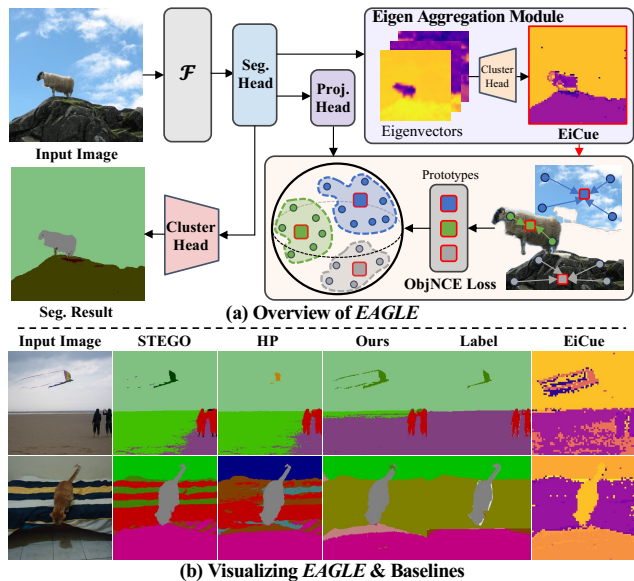 Input Image
𝓕
Seg.
Head
Proj.
Head
Eigen Aggregation Module
Eigenvectors
Cluster
Head
EiCue
Seg. Result
Cluster
Head
Prototypes
ObjNCE Loss
(a) Overview of EAGLE
Input Image STEGO HP Ours Label EiCue
(b) Visualizing EAGLE & Baselines